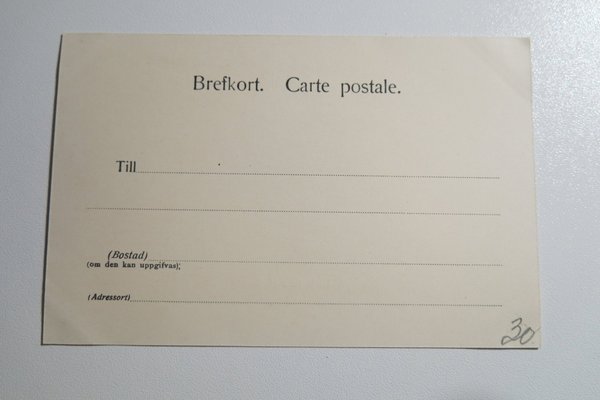 Brefkort. Carte postale.
Till
(Bostad)
(om den kan uppgifvas);
(Adressort)
30